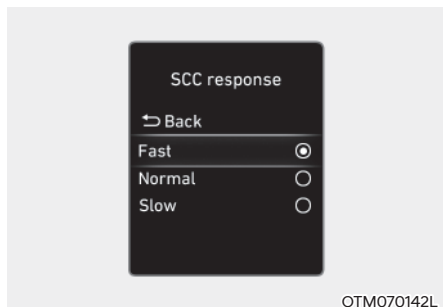 SCC response
Back
Fast
Normal
Slow
OTM070142L